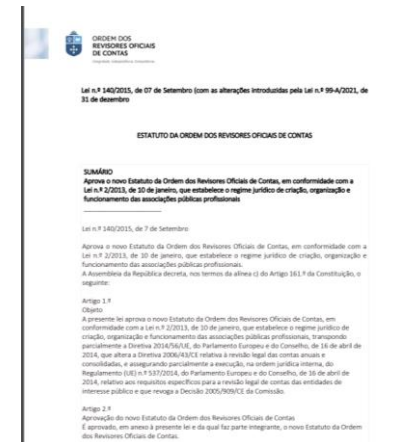 ORDEM DOS
REVISORES OFICIAIS
DE CONTAS
Lei n.º 140/2015, de 07 de Setembro (com as alterações introduzidas pela Lei n.º 99-A/2021, de
31 de dezembro
ESTATUTO DA ORDEM DOS REVISORES OFICIAIS DE CONTAS
SUMÁRIO
Aprova o novo Estatuto da Ordem dos Revisores Oficiais de Contas, em conformidade com a
Lei n.º 2/2013, de 10 de janeiro, que estabelece o regime jurídico de criação, organização e
funcionamento das associações públicas profissionais
Lei n.º 140/2015, de 7 de Setembro
Aprova o novo Estatuto da Ordem dos Revisores Oficiais de Contas, em conformidade com a
Lei n.º 2/2013, de 10 de janeiro, que estabelece o regime jurídico de criação, organização e
funcionamento das associações públicas profissionais.
A Assembleia da República decreta, nos termos da alínea c) do Artigo 161.º da Constituição, o
seguinte:
Artigo 1.º
Objeto
A presente lei aprova o novo Estatuto da Ordem dos Revisores Oficiais de Contas, em
conformidade com a Lei n.º 2/2013, de 10 de janeiro, que estabelece o regime jurídico de
criação, organização e funcionamento das associações públicas profissionais, transpondo
parcialmente a Diretiva 2014/56/UE, do Parlamento Europeu e do Conselho, de 16 de abril de
2014, que altera a Diretiva 2006/43/CE relativa à revisão legal das contas anuais e
consolidadas, e assegurando parcialmente a execução, na ordem jurídica interna, do
Regulamento (UE) n.º 537/2014, do Parlamento Europeu e do Conselho, de 16 de abril de
2014, relativo aos requisitos específicos para a revisão legal de contas das entidades de
interesse público e que revoga a Decisão 2005/909/CE da Comissão.
Artigo 2.º
Aprovação do novo Estatuto da Ordem dos Revisores Oficiais de Contas
É aprovado, em anexo à presente lei e da qual faz parte integrante, o novo Estatuto da Ordem
dos Revisores Oficiais de Contas.